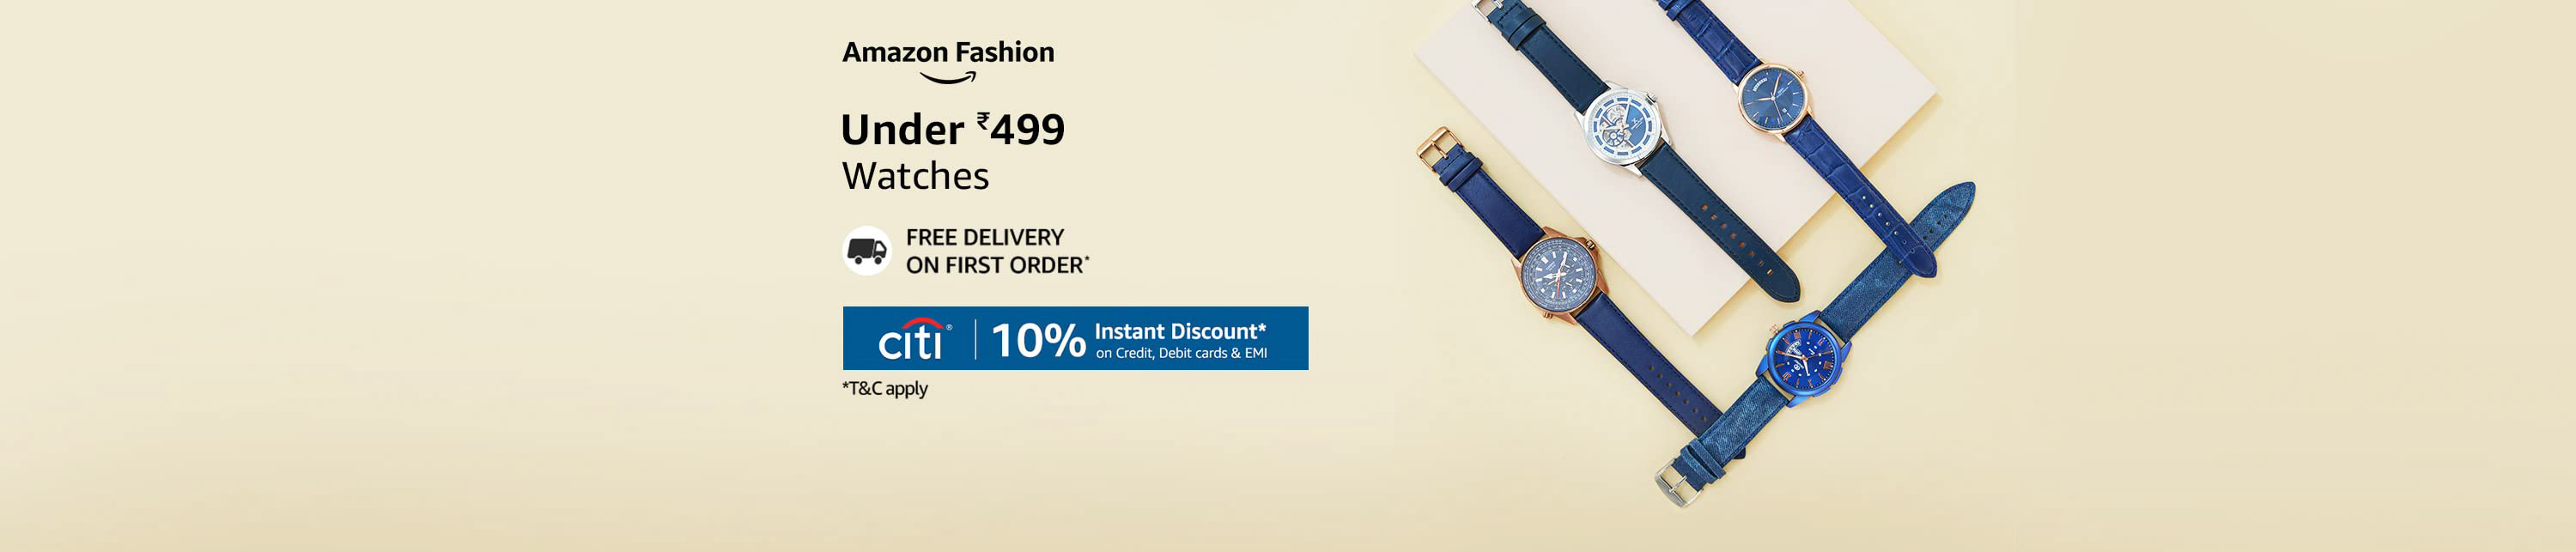 Amazon Fashion
Under ₹499
Watches
FREE DELIVERY
ON FIRST ORDER*
citi® | 10% Instant Discount*
on Credit, Debit cards & EMI
*T&C apply